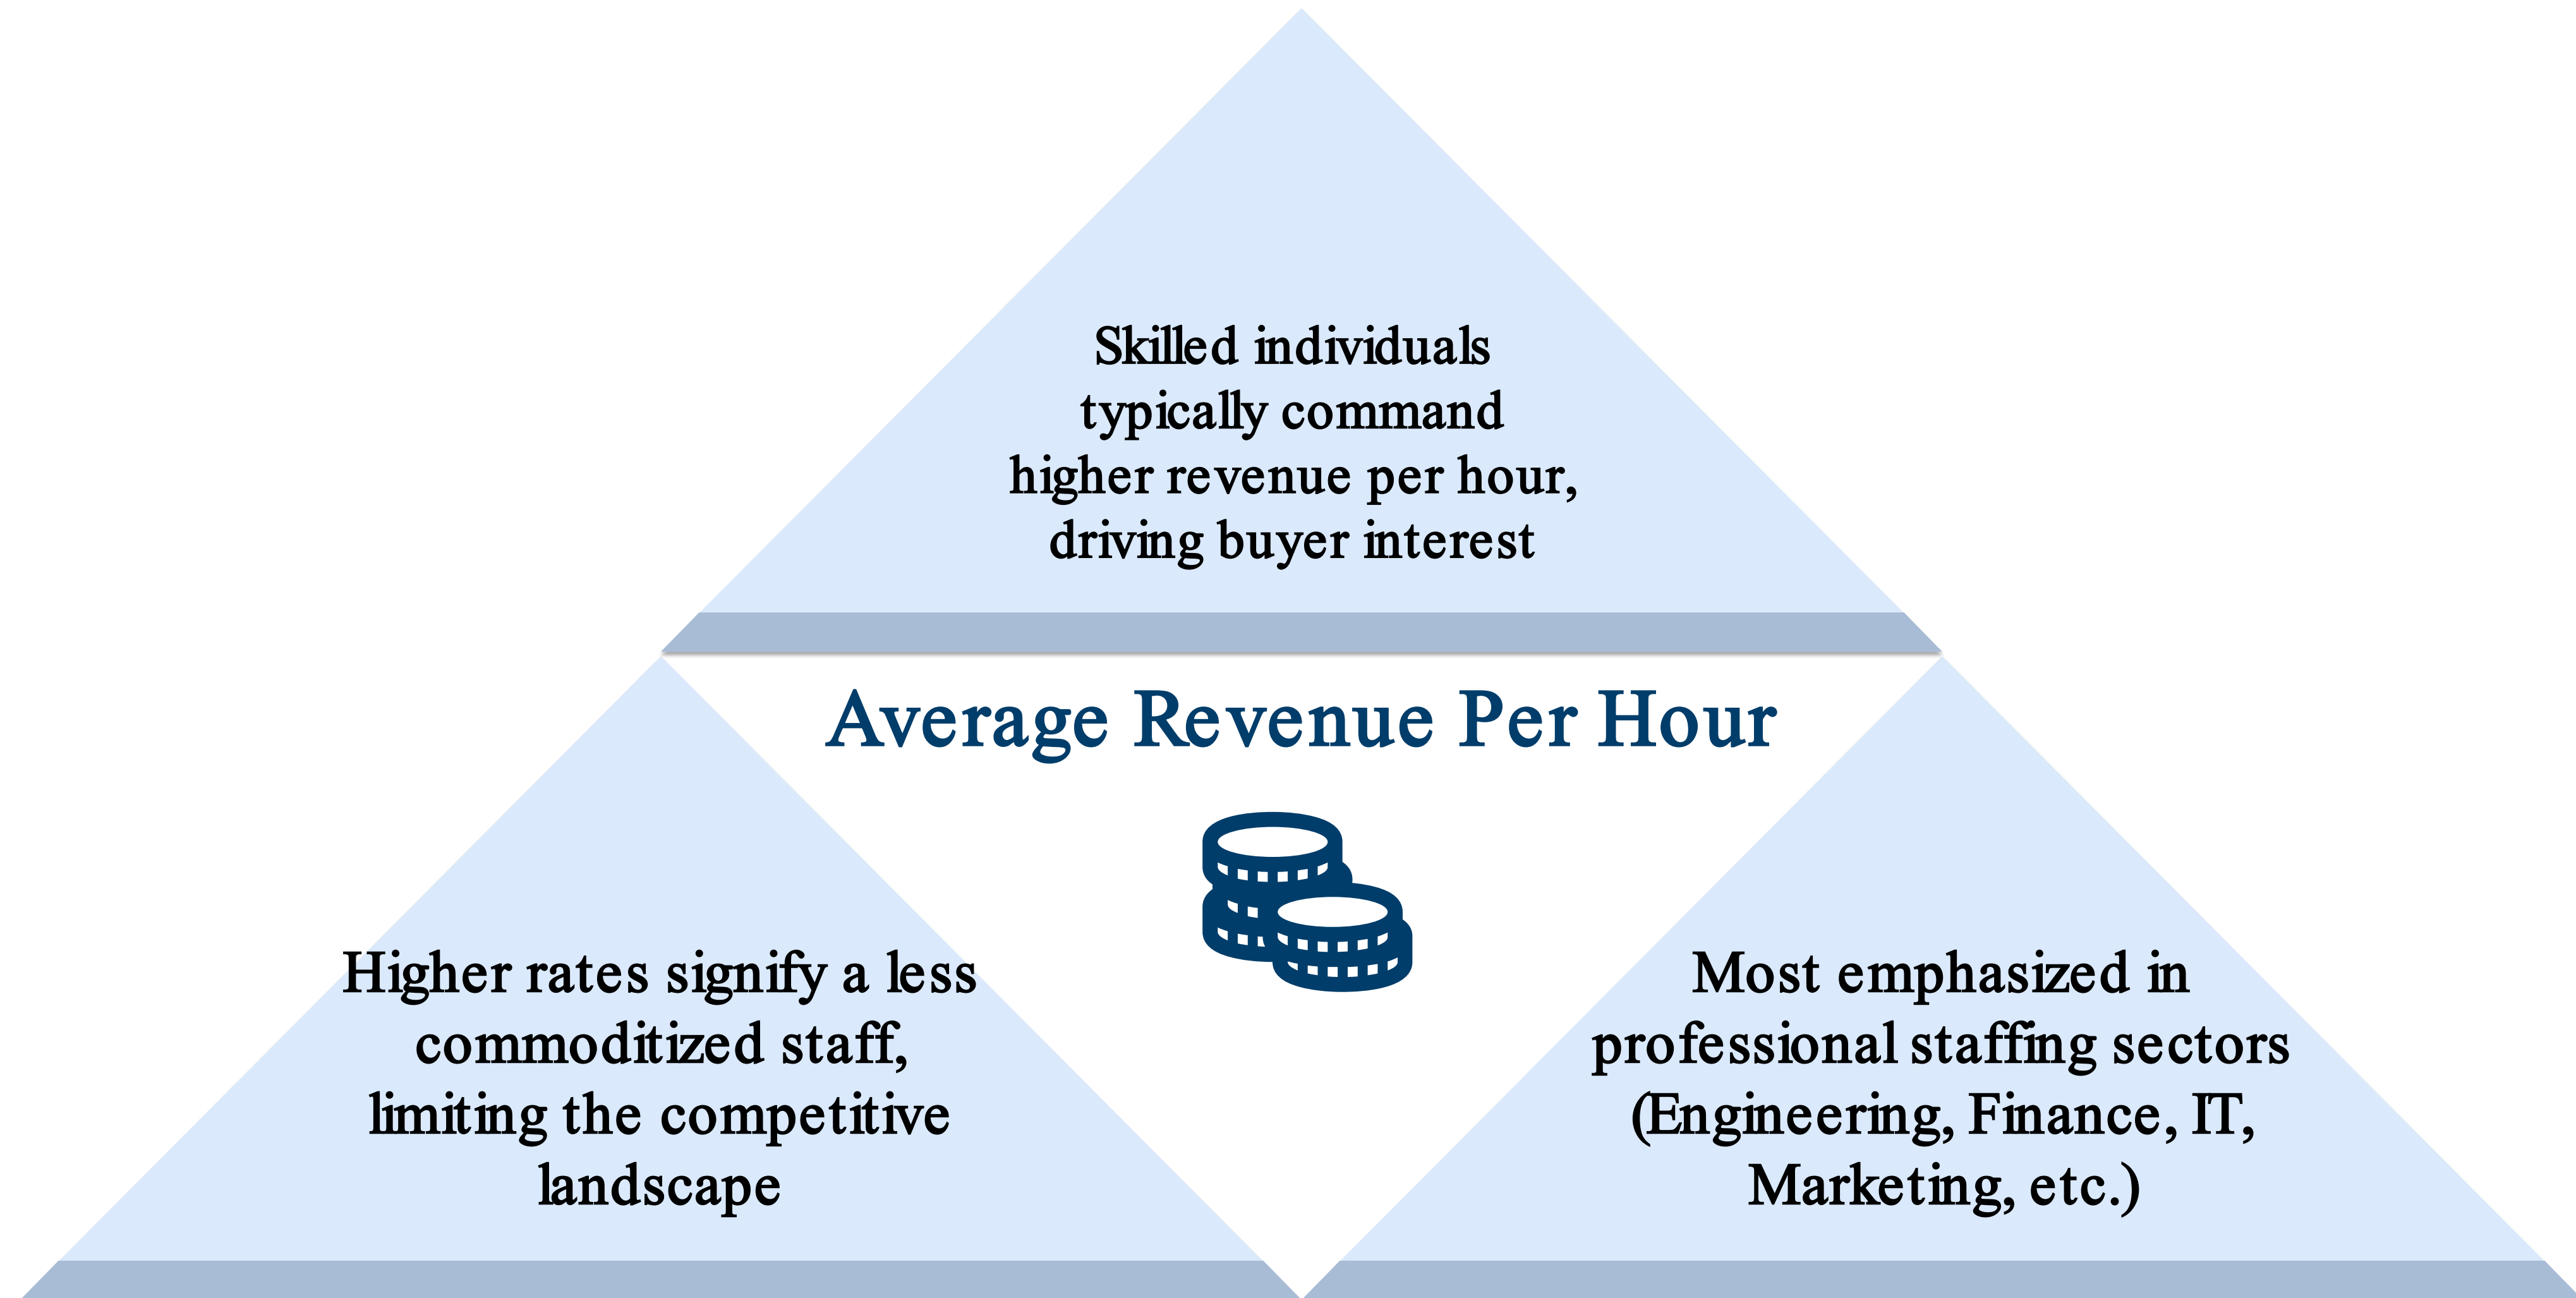 Skilled individuals
typically command
higher revenue per hour,
driving buyer interest
Average Revenue Per Hour
Higher rates signify a less
commoditized staff,
limiting the competitive
landscape
Most emphasized in
professional staffing sectors
(Engineering, Finance, IT,
Marketing, etc.)